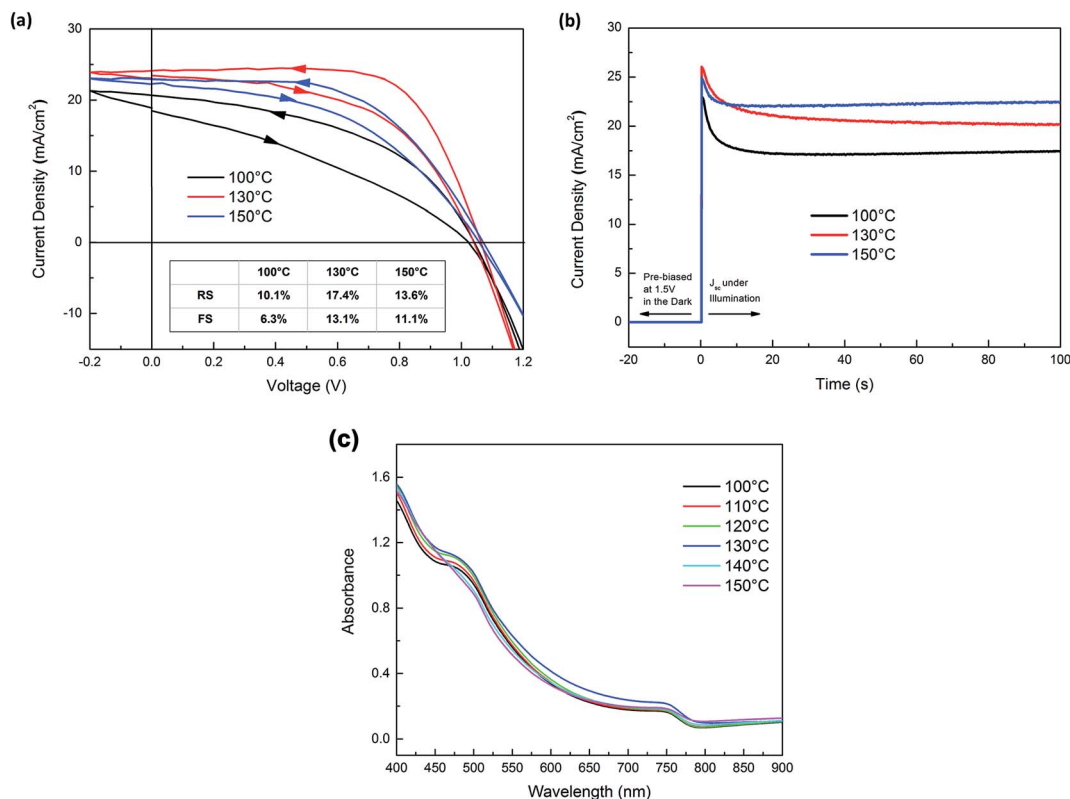 (a)
Current Density (mA/cm²)
30
20
10
0
-10
100°C
130°C
150°C
100°C 130°C 150°C
RS 10.1% 17.4% 13.6%
FS 6.3% 13.1% 11.1%
-0.2 0.0 0.2 0.4 0.6 0.8 1.0 1.2
Voltage (V)
(b)
Current Density (mA/cm²)
30
25
20
15
10
5
0
100°C
130°C
150°C
Pre-biased
at 1.5V
in the Dark
Jsc under
Illumination
-20 0 20 40 60 80 100
Time (s)
(c)
Absorbance
1.6
1.2
0.8
0.4
0.0
100°C
110°C
120°C
130°C
140°C
150°C
400 450 500 550 600 650 700 750 800 850 900
Wavelength (nm)